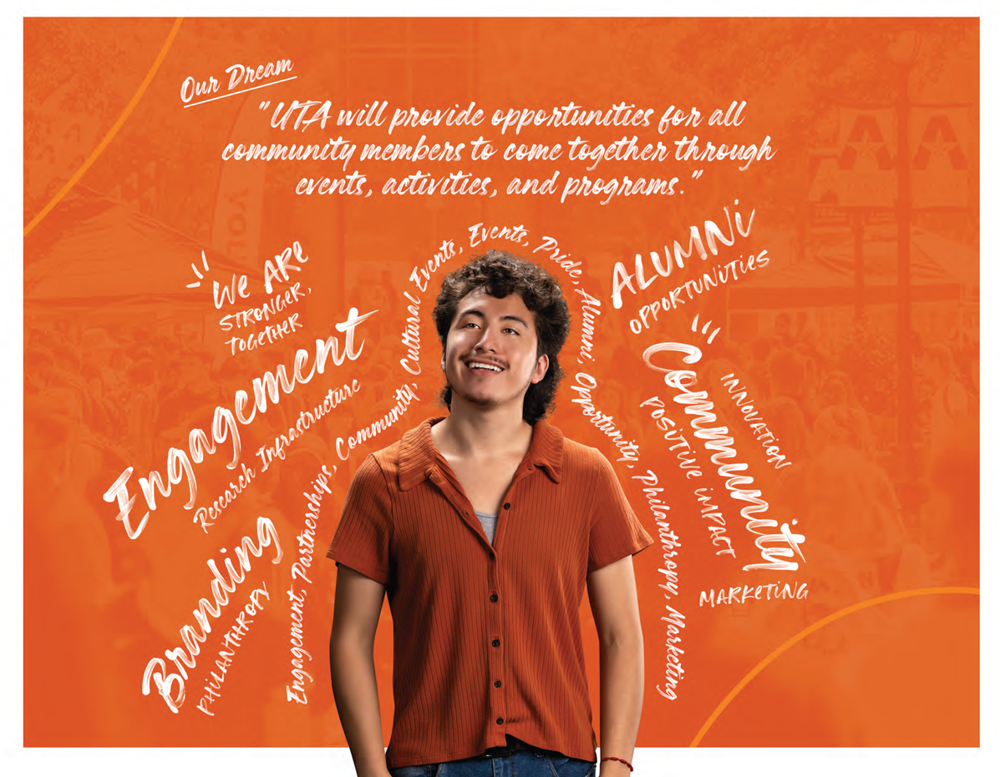 Our Dream
"UTA will provide opportunities for all
community members to come together through
events, activities, and programs."
We ARe
STRONGeR,
TOGeTHeR
Engagement
Research Infrastructure
Branding
PHiLANTHROPY
Engagement, Partnerships, Community, Cultural Events, Events, Pride, Alumni, Opportunity, Philanthropy, Marketing
ALUMNi
OPPORTUNiTieS
Community
INNOVATION
POSITIVE IMPACT
MARKeTiNG
YOU